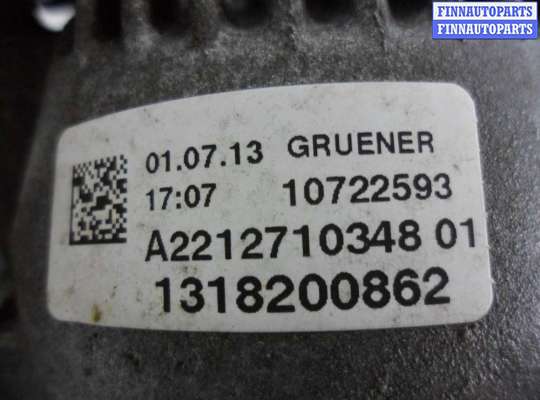 FINNAUTOPARTS
FINNAUTOPARTS
01.07.13 GRUENER
17:07 10722593
A2212710348 01
1318200862